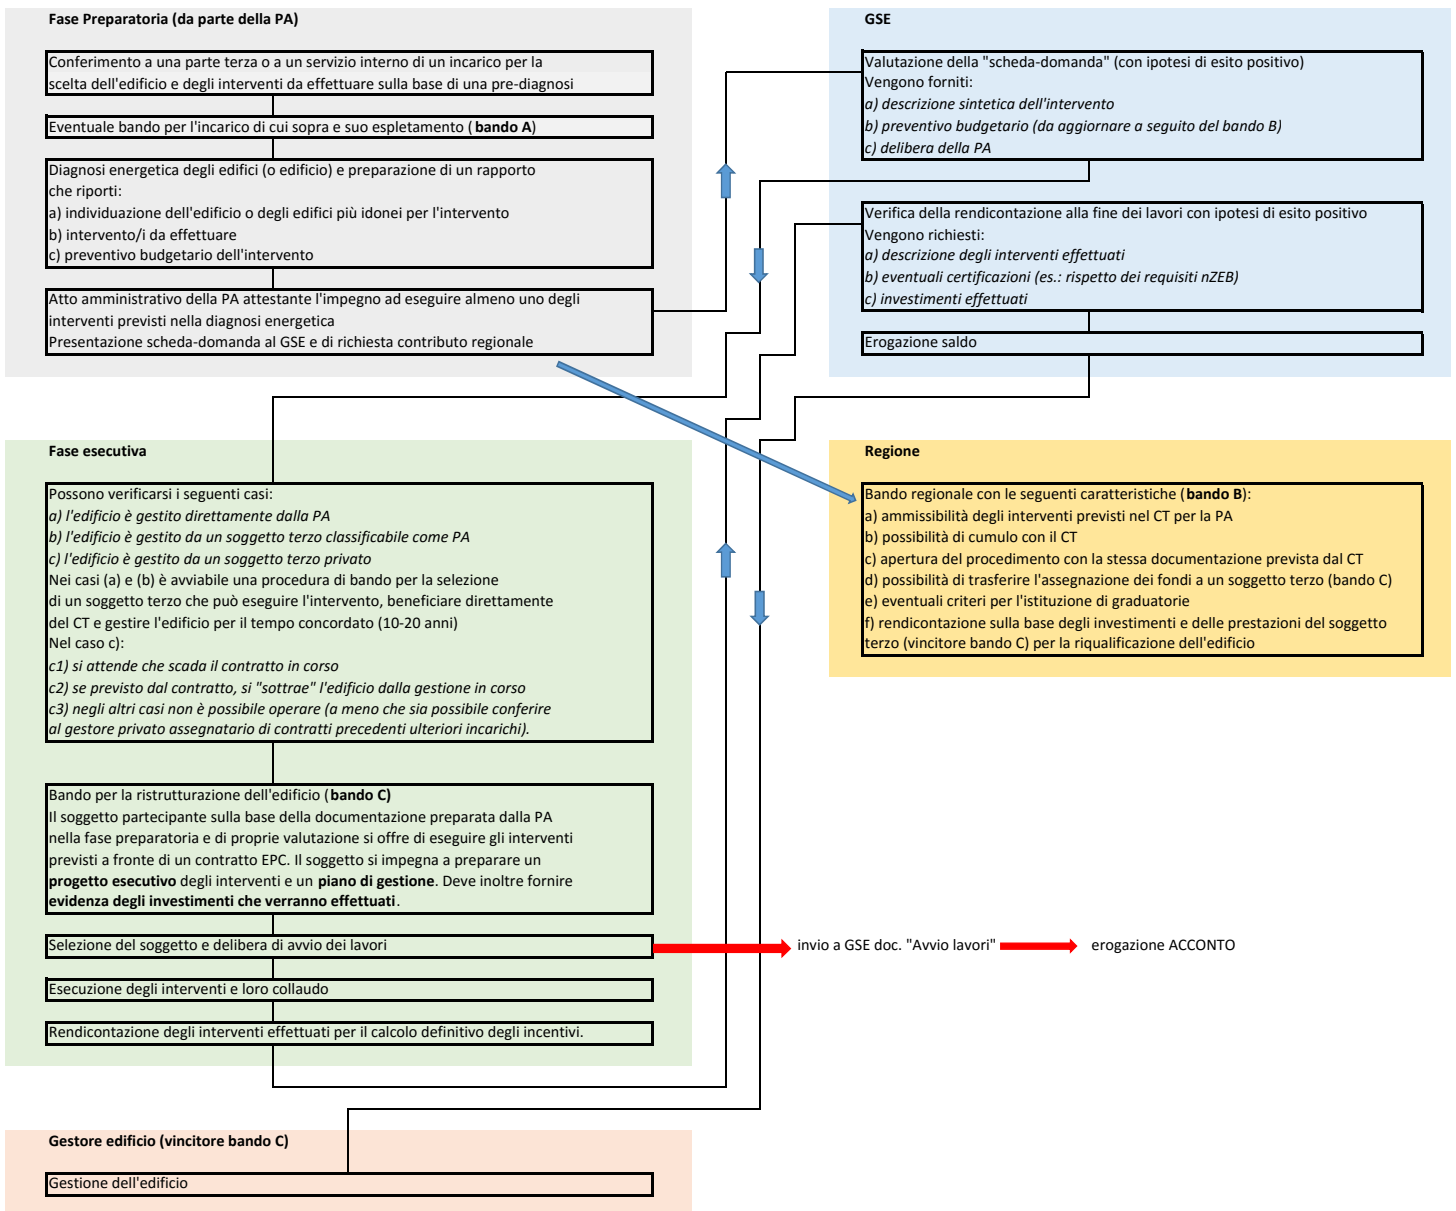 Fase Preparatoria (da parte della PA)
Conferimento a una parte terza o a un servizio interno di un incarico per la
scelta dell'edificio e degli interventi da effettuare sulla base di una pre-diagnosi
Eventuale bando per l'incarico di cui sopra e suo espletamento ( bando A)
Diagnosi energetica degli edifici (o edificio) e preparazione di un rapporto
che riporti:
a) individuazione dell'edificio o degli edifici più idonei per l'intervento
b) intervento/i da effettuare
c) preventivo budgetario dell'intervento
Atto amministrativo della PA attestante l'impegno ad eseguire almeno uno degli
interventi previsti nella diagnosi energetica
Presentazione scheda-domanda al GSE e di richiesta contributo regionale
GSE
Valutazione della "scheda-domanda" (con ipotesi di esito positivo)
Vengono forniti:
a) descrizione sintetica dell'intervento
b) preventivo budgetario (da aggiornare a seguito del bando B)
c) delibera della PA
Verifica della rendicontazione alla fine dei lavori con ipotesi di esito positivo
Vengono richiesti:
a) descrizione degli interventi effettuati
b) eventuali certificazioni (es.: rispetto dei requisiti nZEB)
c) investimenti effettuati
Erogazione saldo
Fase esecutiva
Possono verificarsi i seguenti casi:
a) l'edificio è gestito direttamente dalla PA
b) l'edificio è gestito da un soggetto terzo classificabile come PA
c) l'edificio è gestito da un soggetto terzo privato
Nei casi (a) e (b) è avviabile una procedura di bando per la selezione
di un soggetto terzo che può eseguire l'intervento, beneficiare direttamente
del CT e gestire l'edificio per il tempo concordato (10-20 anni)
Nel caso c):
c1) si attende che scada il contratto in corso
c2) se previsto dal contratto, si "sottrae" l'edificio dalla gestione in corso
c3) negli altri casi non è possibile operare (a meno che sia possibile conferire
al gestore privato assegnatario di contratti precedenti ulteriori incarichi).
Bando per la ristrutturazione dell'edificio (bando C)
Il soggetto partecipante sulla base della documentazione preparata dalla PA
nella fase preparatoria e di proprie valutazione si offre di eseguire gli interventi
previsti a fronte di un contratto EPC. Il soggetto si impegna a preparare un
progetto esecutivo degli interventi e un piano di gestione. Deve inoltre fornire
evidenza degli investimenti che verranno effettuati.
Selezione del soggetto e delibera di avvio dei lavori
Esecuzione degli interventi e loro collaudo
Rendicontazione degli interventi effettuati per il calcolo definitivo degli incentivi.
Regione
Bando regionale con le seguenti caratteristiche (bando B):
a) ammissibilità degli interventi previsti nel CT per la PA
b) possibilità di cumulo con il CT
c) apertura del procedimento con la stessa documentazione prevista dal CT
d) possibilità di trasferire l'assegnazione dei fondi a un soggetto terzo (bando C)
e) eventuali criteri per l'istituzione di graduatorie
f) rendicontazione sulla base degli investimenti e delle prestazioni del soggetto
terzo (vincitore bando C) per la riqualificazione dell'edificio
invio a GSE doc. "Avvio lavori"
erogazione ACCONTO
Gestore edificio (vincitore bando C)
Gestione dell'edificio